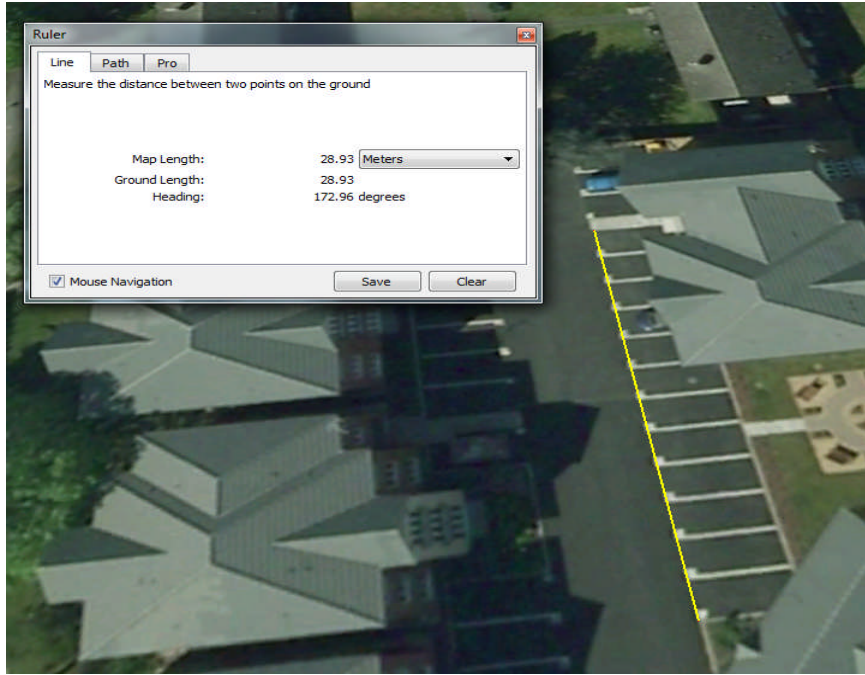 Ruler
Line Path Pro
Measure the distance between two points on the ground
Map Length: 28.93 Meters
Ground Length: 28.93
Heading: 172.96 degrees
Mouse Navigation Save Clear